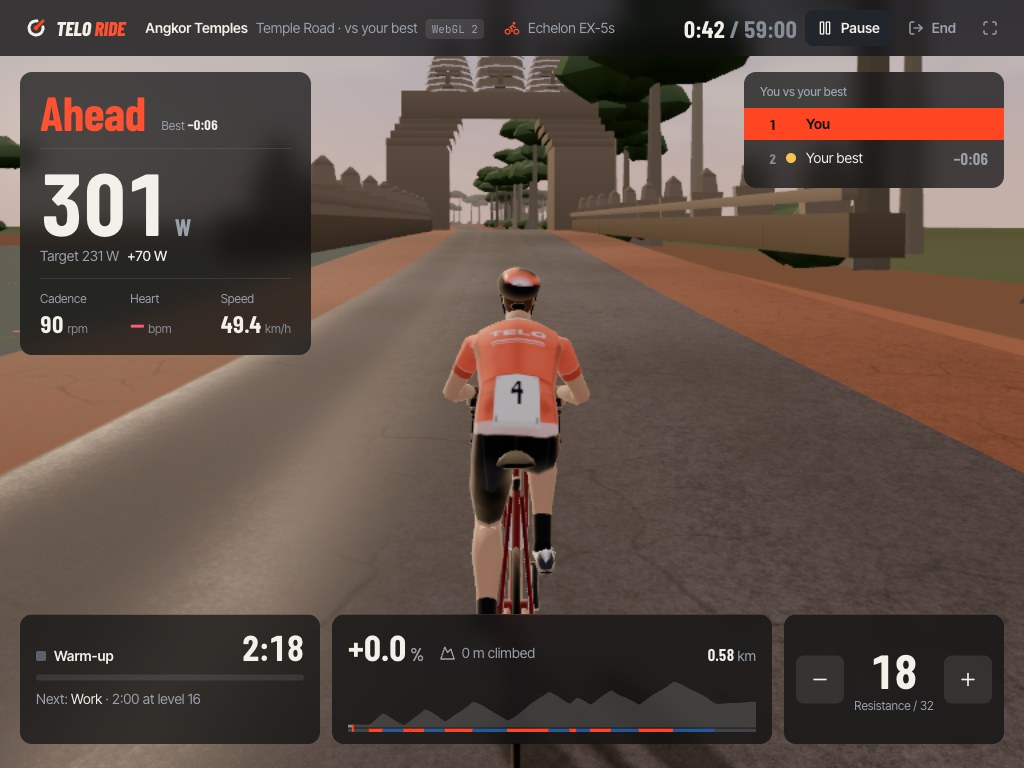 TELO RIDE Angkor Temples Temple Road · vs your best WebGL 2 Echelon EX-5s 0:42 / 59:00 Pause End
Ahead Best −0:06
301 W
Target 231 W +70 W
Cadence Heart Speed
90 rpm – bpm 49.4 km/h
You vs your best
1 You
2 Your best −0:06
TELO
4
Warm-up 2:18
Next: Work · 2:00 at level 16
+0.0 % 0 m climbed 0.58 km
− 18 +
Resistance / 32